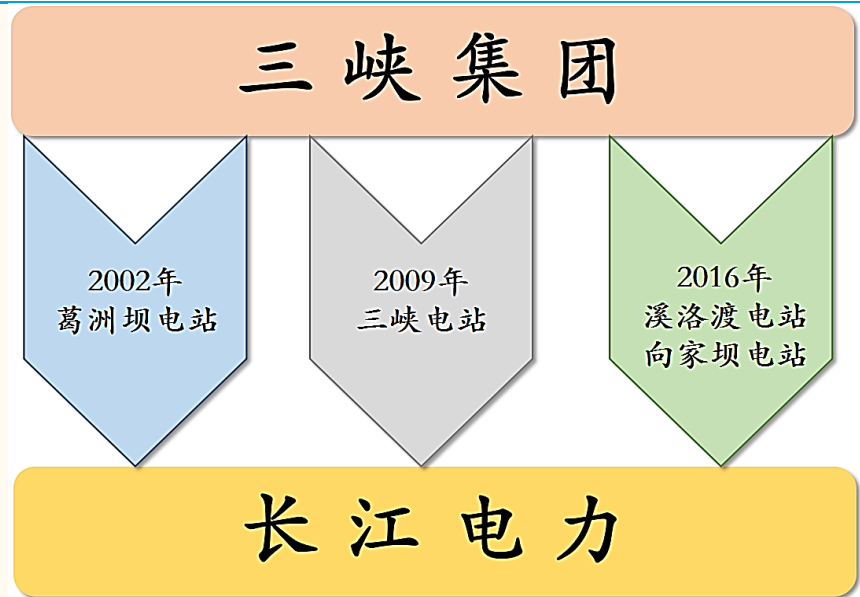 三峡集团
2002年
葛洲坝电站
2009年
三峡电站
2016年
溪洛渡电站
向家坝电站
长江电力